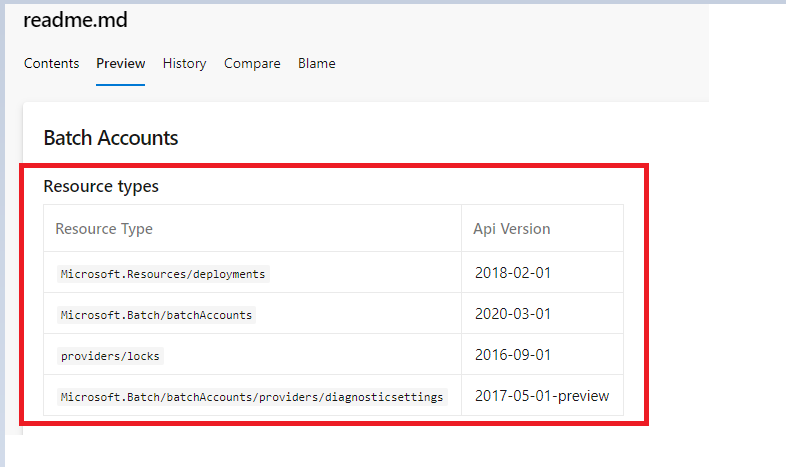 readme.md
Contents Preview History Compare Blame
Batch Accounts
Resource types
Resource Type Api Version
Microsoft.Resources/deployments 2018-02-01
Microsoft.Batch/batchAccounts 2020-03-01
providers/locks 2016-09-01
Microsoft.Batch/batchAccounts/providers/diagnosticsettings 2017-05-01-preview